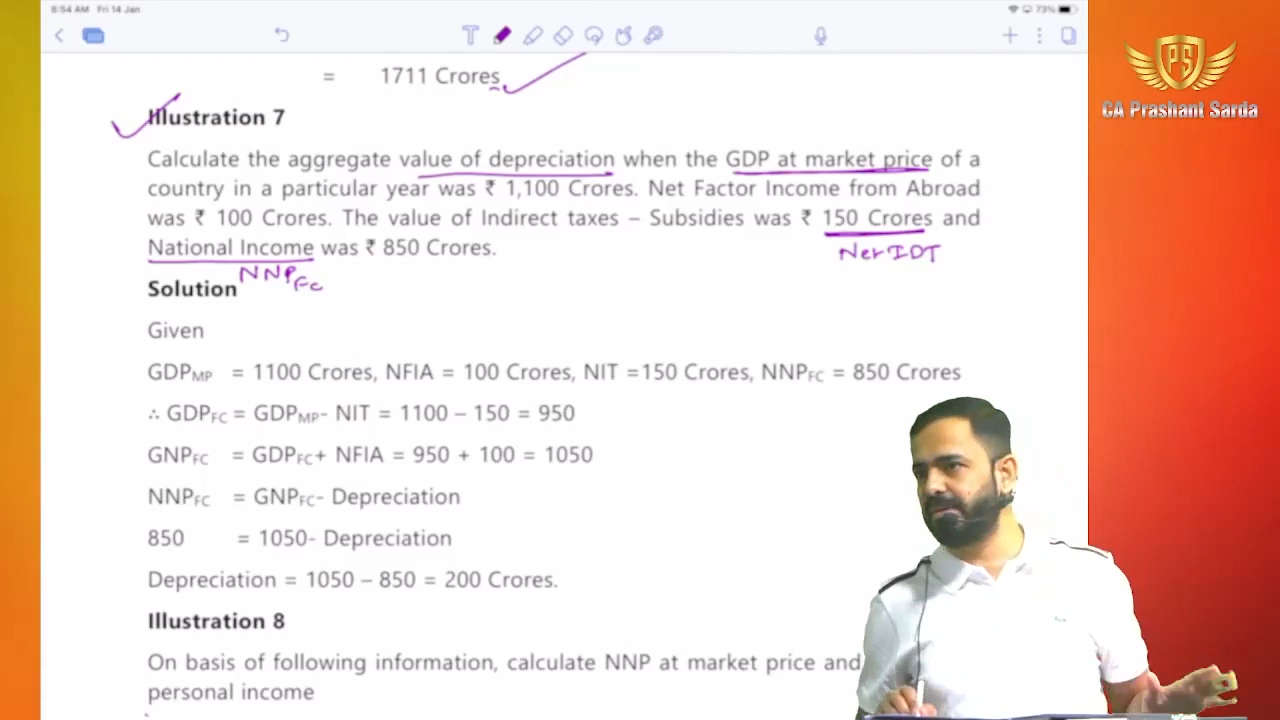 8:54 AM Fri 14 Jan
73%
PS
CA Prashant Sarda
= 1711 Crores
Illustration 7
Calculate the aggregate value of depreciation when the GDP at market price of a
country in a particular year was ₹ 1,100 Crores. Net Factor Income from Abroad
was ₹ 100 Crores. The value of Indirect taxes – Subsidies was ₹ 150 Crores and
National Income was ₹ 850 Crores.
Net IDT
NNP FC
Solution
Given
GDPMP = 1100 Crores, NFIA = 100 Crores, NIT =150 Crores, NNPFC = 850 Crores
∴ GDPFC = GDPMP- NIT = 1100 – 150 = 950
GNPFC = GDPFC+ NFIA = 950 + 100 = 1050
NNPFC = GNPFC- Depreciation
850 = 1050- Depreciation
Depreciation = 1050 – 850 = 200 Crores.
Illustration 8
On basis of following information, calculate NNP at market price and
personal income